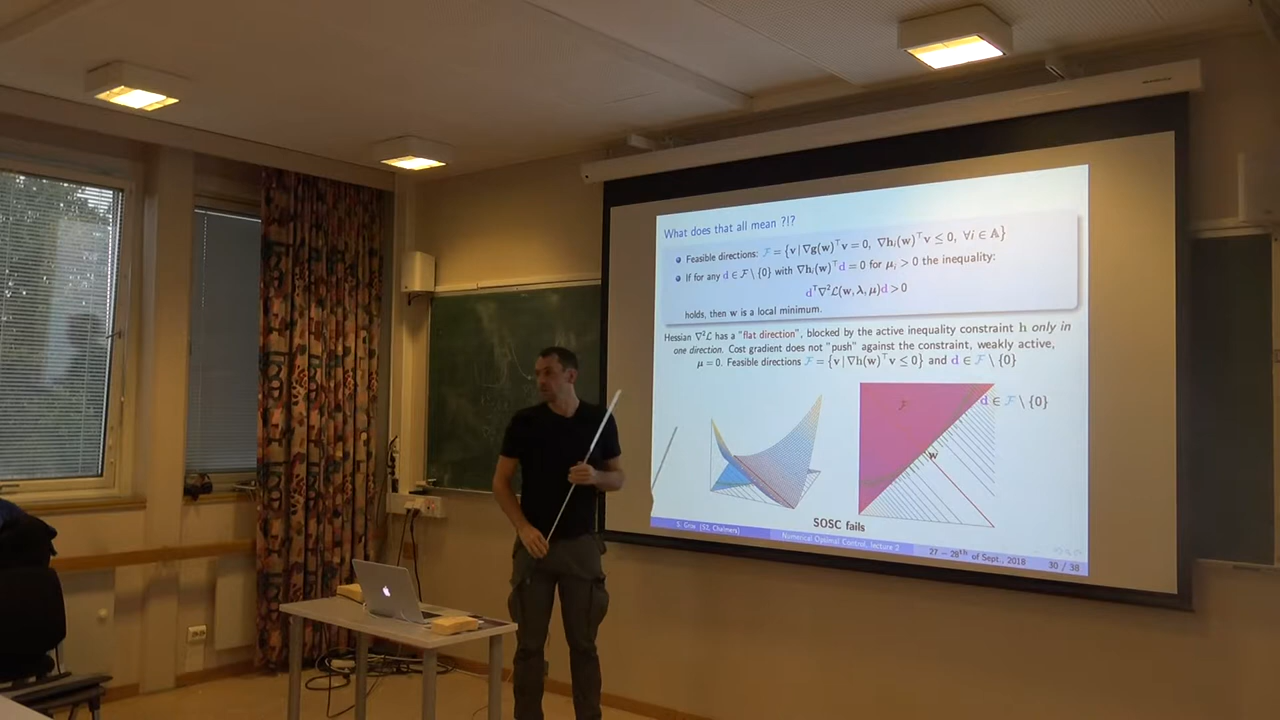 What does that all mean ?!?
Feasible directions: ℱ = {v | ∇g(w)ᵀv = 0, ∇hᵢ(w)ᵀv ≤ 0, ∀i ∈ 𝔸}
If for any d ∈ ℱ \ {0} with ∇hᵢ(w)ᵀd = 0 for μᵢ > 0 the inequality:
dᵀ∇²ℒ(w, λ, μ)d > 0
holds, then w is a local minimum.
Hessian ∇²ℒ has a "flat direction", blocked by the active inequality constraint h only in
one direction. Cost gradient does not "push" against the constraint, weakly active,
μ = 0. Feasible directions ℱ = {v | ∇h(w)ᵀv ≤ 0} and d ∈ ℱ \ {0}
ℱ
d ∈ ℱ \ {0}
w
SOSC fails
S. Gros (S2, Chalmers)
Numerical Optimal Control, lecture 2
27 − 28ᵗʰ of Sept., 2018
30 / 38